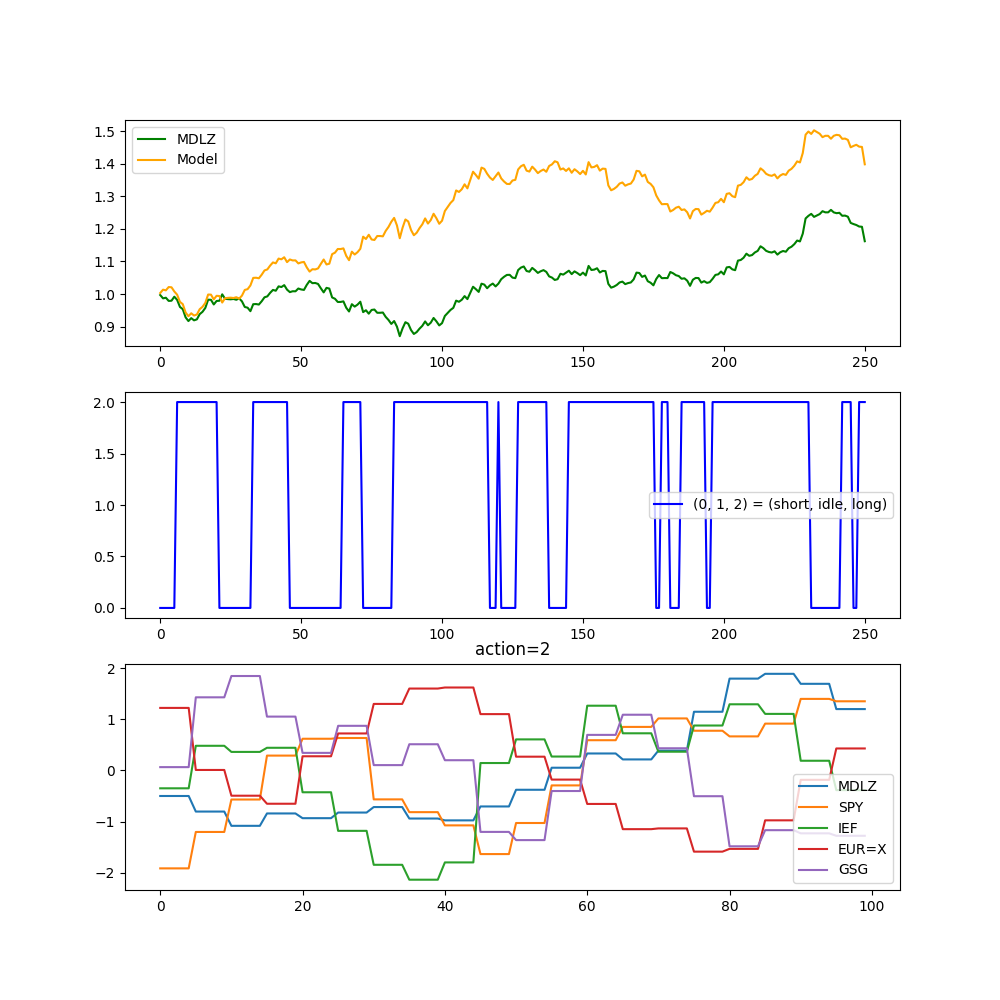 1.5
1.4
1.3
1.2
1.1
1.0
0.9
MDLZ
Model
0 50 100 150 200 250
2.0
1.5
1.0
0.5
0.0
(0, 1, 2) = (short, idle, long)
0 50 100 150 200 250
action=2
2
1
0
−1
−2
MDLZ
SPY
IEF
EUR=X
GSG
0 20 40 60 80 100